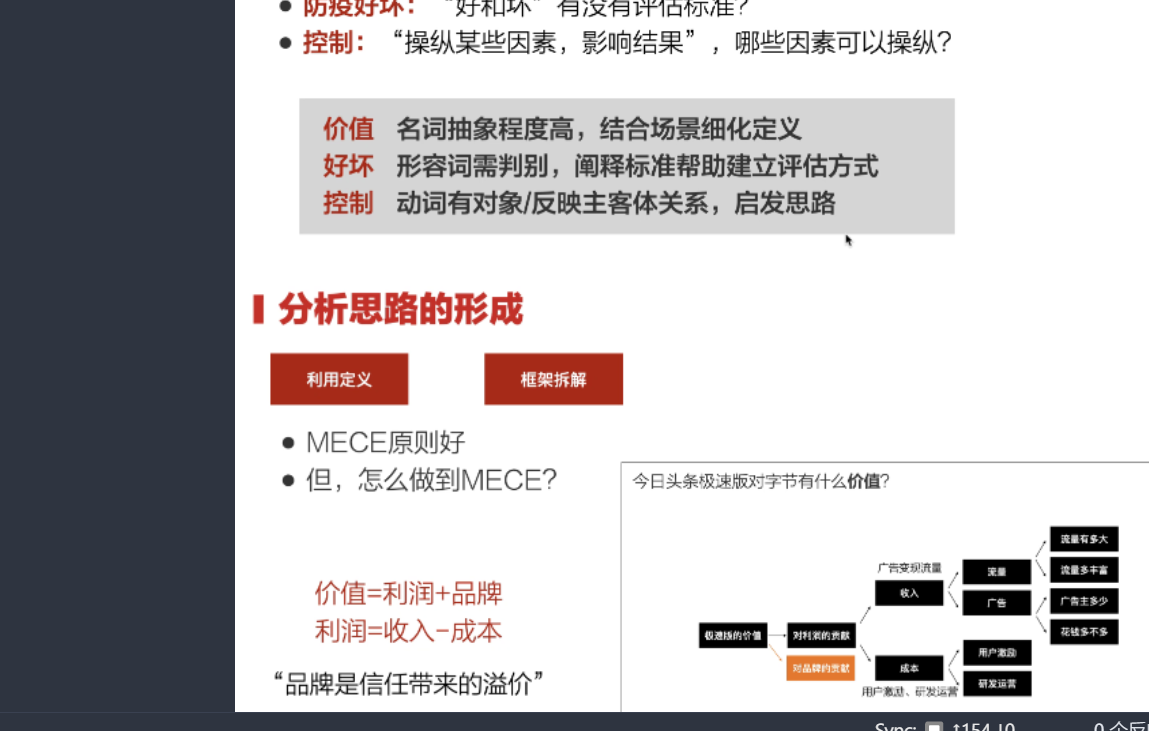 防疫好坏：“好和坏”有没有评估标准？
控制：“操纵某些因素，影响结果”，哪些因素可以操纵？
价值 名词抽象程度高，结合场景细化定义
好坏 形容词需判别，阐释标准帮助建立评估方式
控制 动词有对象/反映主客体关系，启发思路
分析思路的形成
利用定义 框架拆解
MECE原则好
但，怎么做到MECE？
价值=利润+品牌
利润=收入-成本
“品牌是信任带来的溢价”
今日头条极速版对字节有什么价值？
极速版的价值
对利润的贡献
对品牌的贡献
广告变现流量
收入
成本
用户激励、研发运营
流量
广告
用户激励
研发运营
流量有多大
流量多丰富
广告主多少
花钱多不多